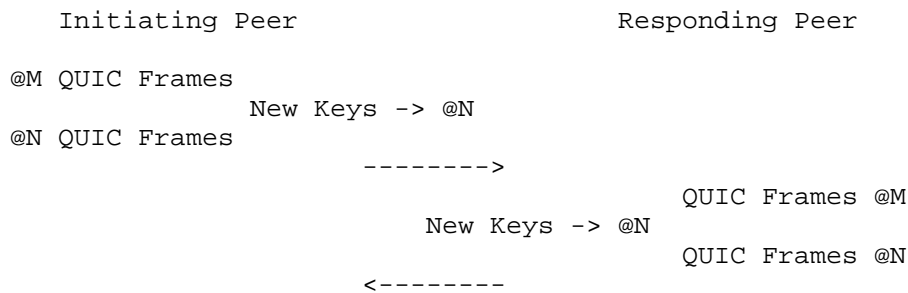 Initiating Peer Responding Peer
@M QUIC Frames
New Keys -> @N
@N QUIC Frames
-------->
QUIC Frames @M
New Keys -> @N
QUIC Frames @N
<--------